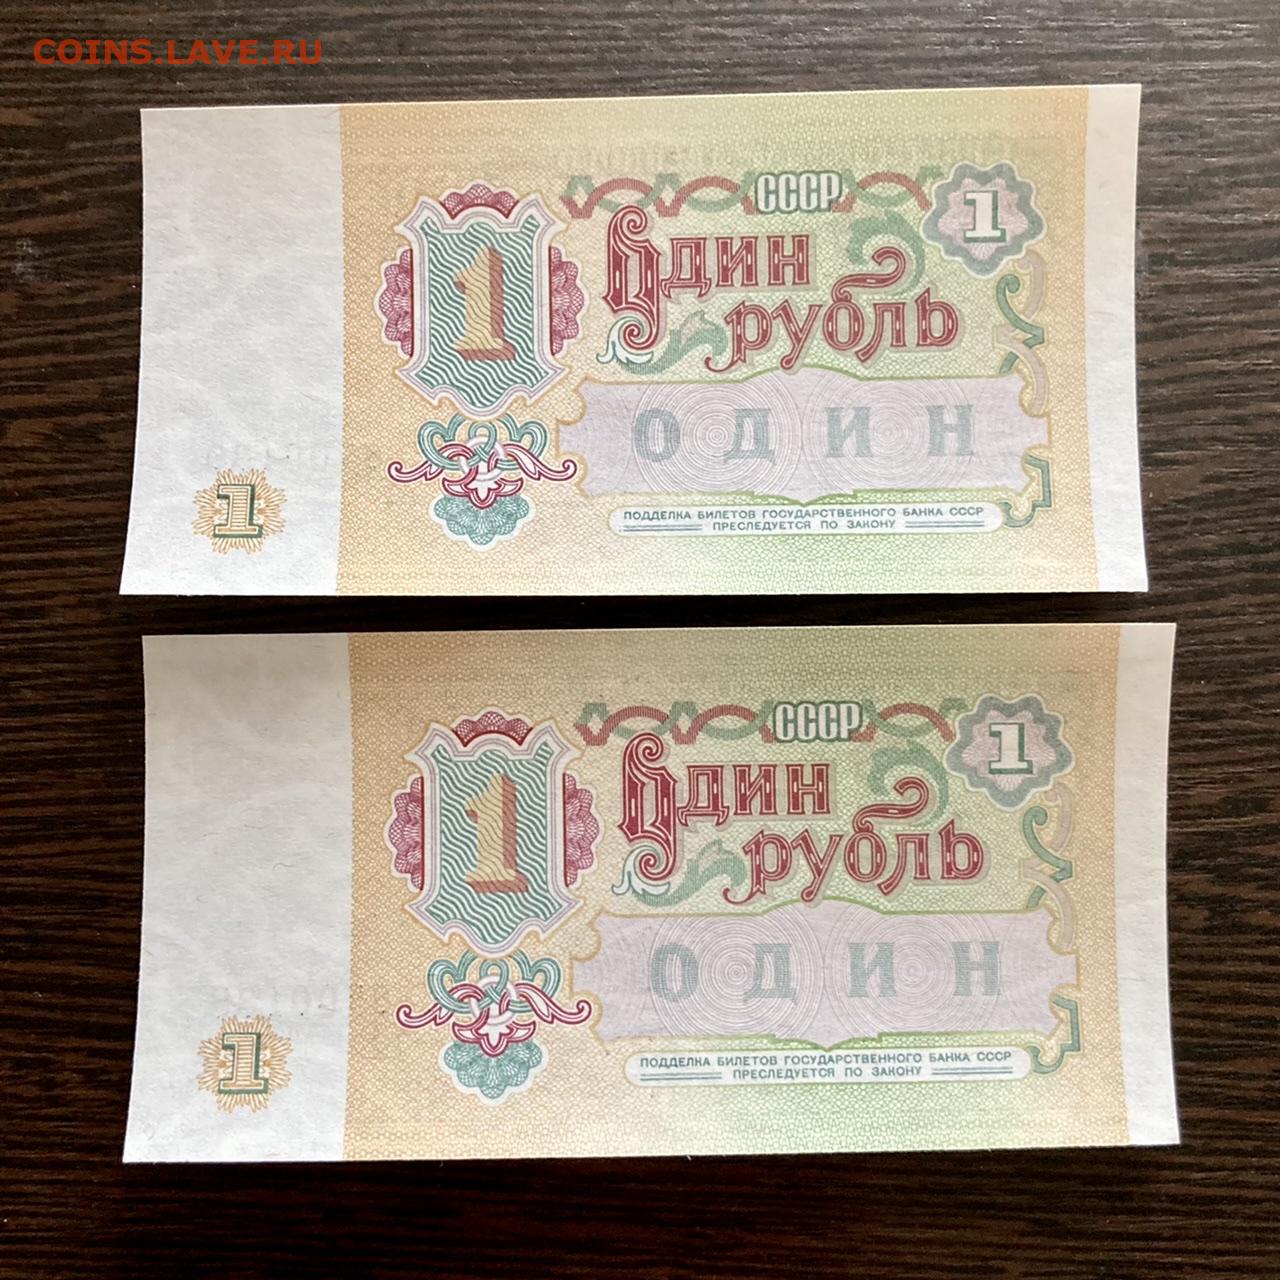 COINS.LAVE.RU
СССР
1
1
Один
рубль
ОДИН
1
ПОДДЕЛКА БИЛЕТОВ ГОСУДАРСТВЕННОГО БАНКА СССР
ПРЕСЛЕДУЕТСЯ ПО ЗАКОНУ
СССР
1
1
Один
рубль
ОДИН
1
ПОДДЕЛКА БИЛЕТОВ ГОСУДАРСТВЕННОГО БАНКА СССР
ПРЕСЛЕДУЕТСЯ ПО ЗАКОНУ